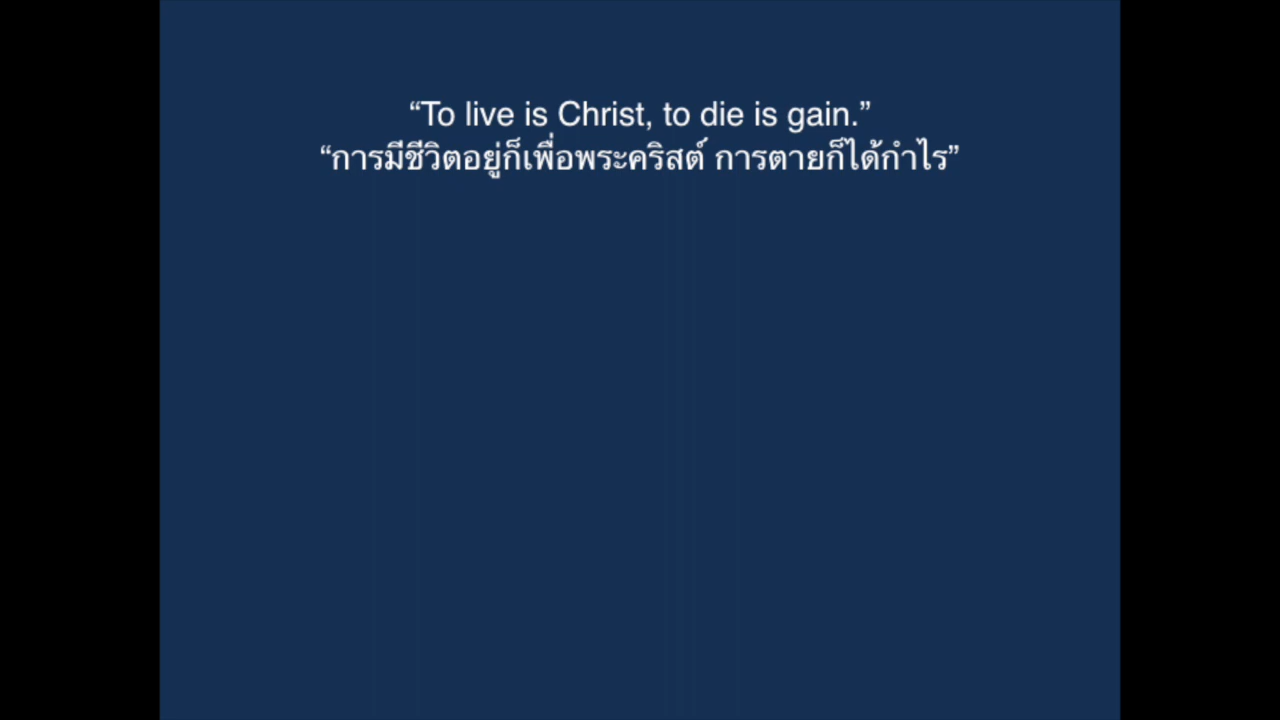 “To live is Christ, to die is gain.”
“การมีชีวิตอยู่ก็เพื่อพระคริสต์ การตายก็ได้กำไร”